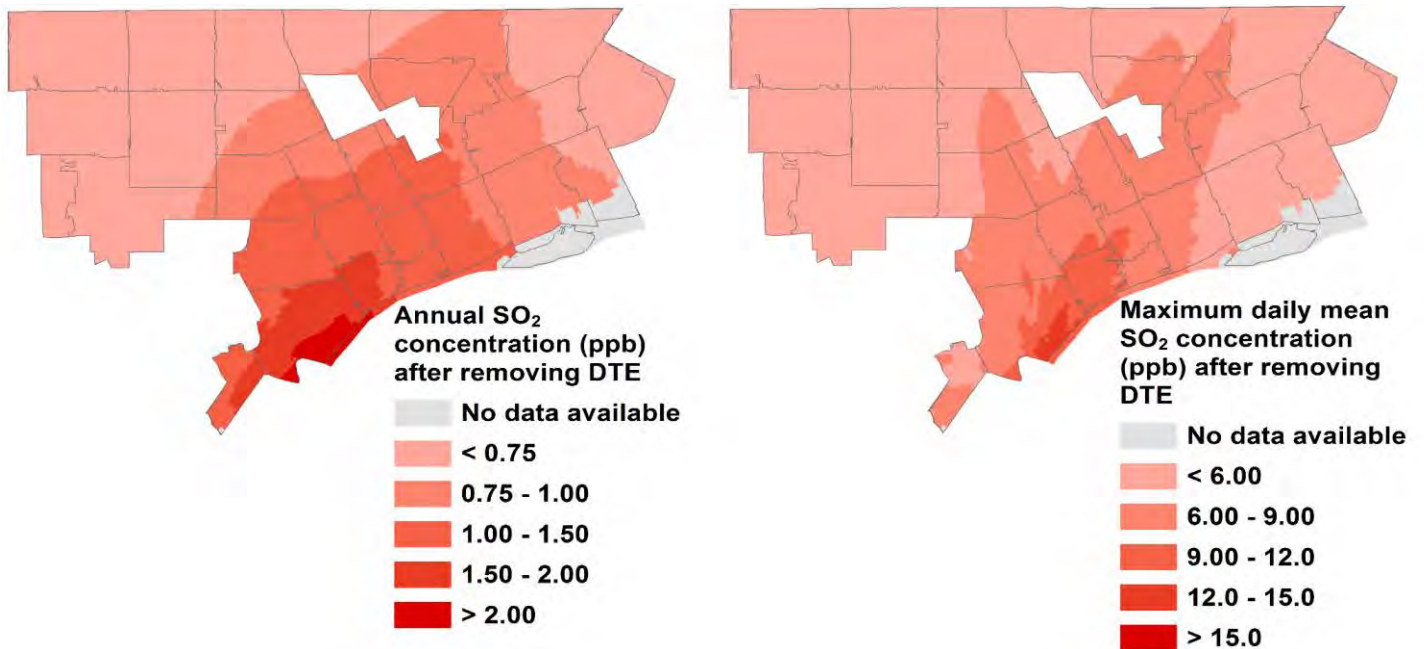 Annual SO₂
concentration (ppb)
after removing DTE
No data available
< 0.75
0.75 - 1.00
1.00 - 1.50
1.50 - 2.00
> 2.00
Maximum daily mean
SO₂ concentration
(ppb) after removing
DTE
No data available
< 6.00
6.00 - 9.00
9.00 - 12.0
12.0 - 15.0
> 15.0